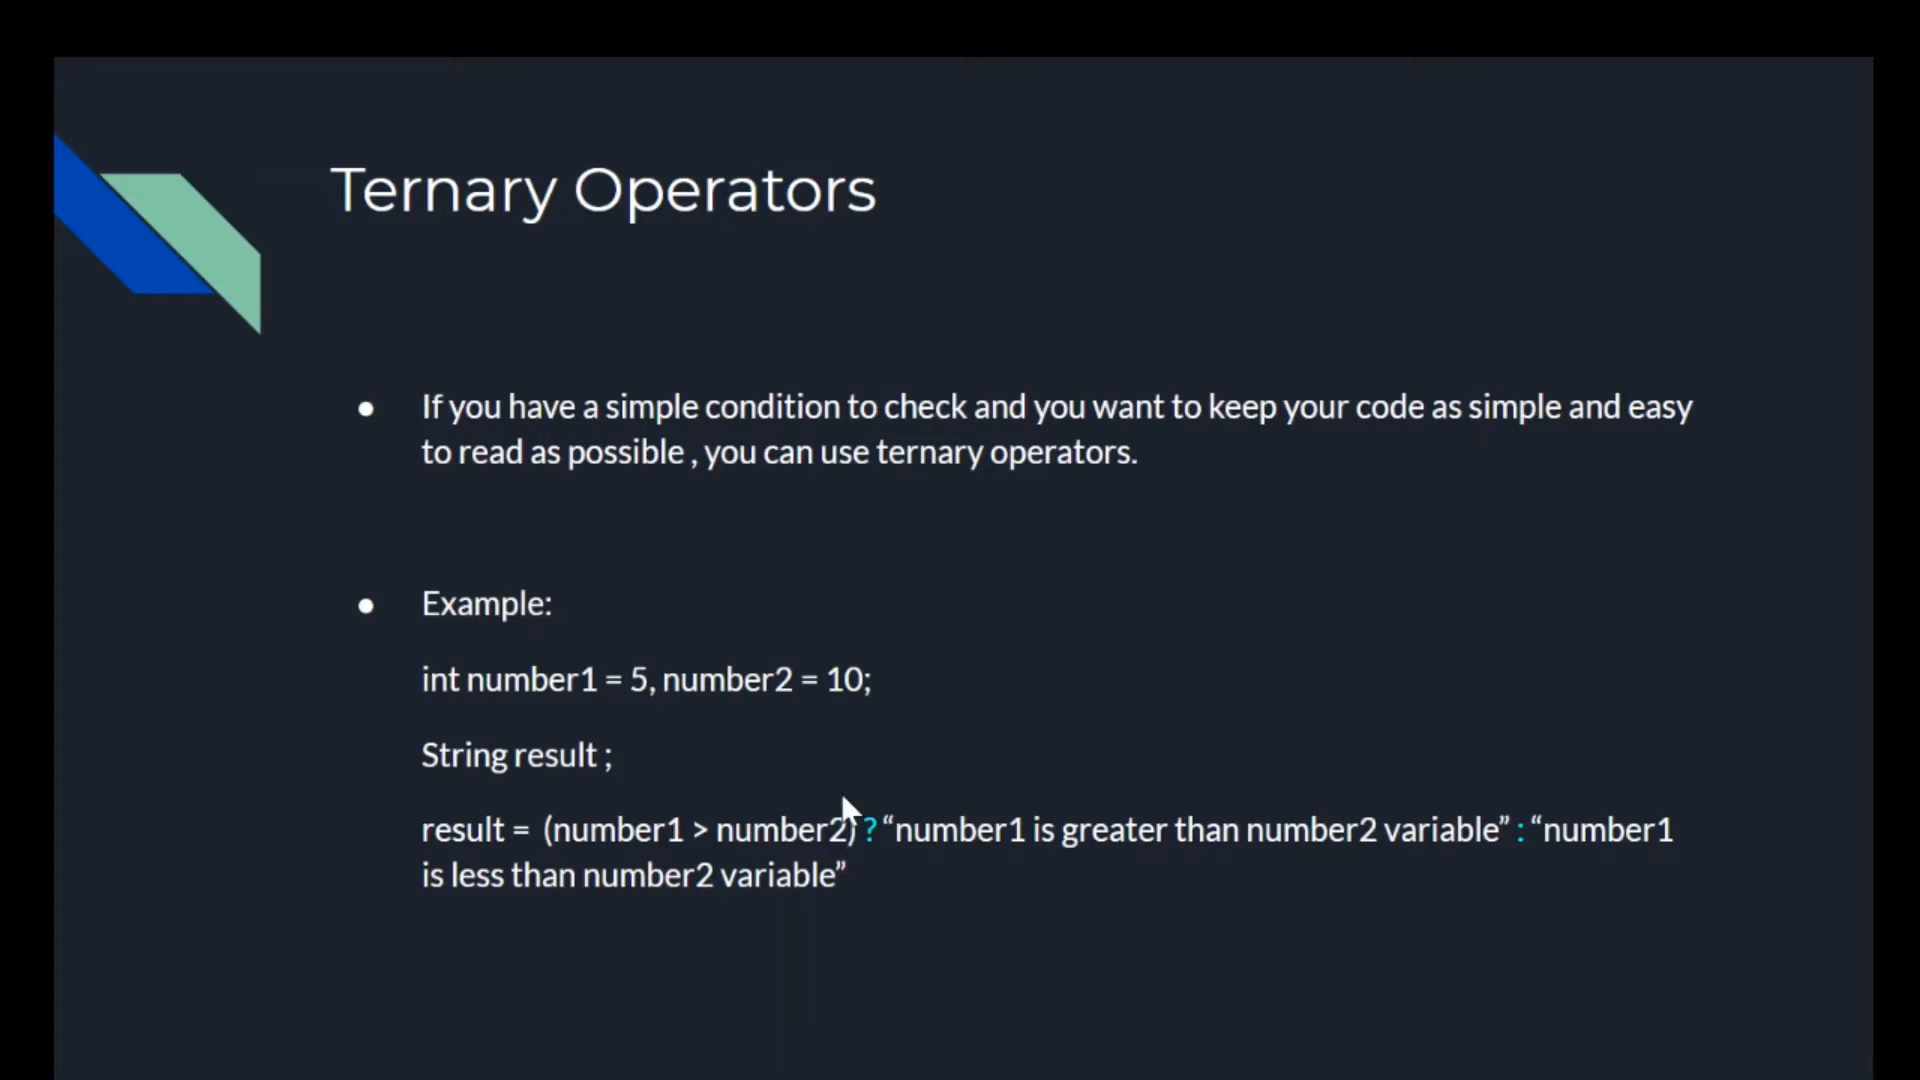 Ternary Operators
● If you have a simple condition to check and you want to keep your code as simple and easy
to read as possible , you can use ternary operators.
● Example:
int number1 = 5, number2 = 10;
String result ;
result = (number1 > number2) ? “number1 is greater than number2 variable” : “number1
is less than number2 variable”